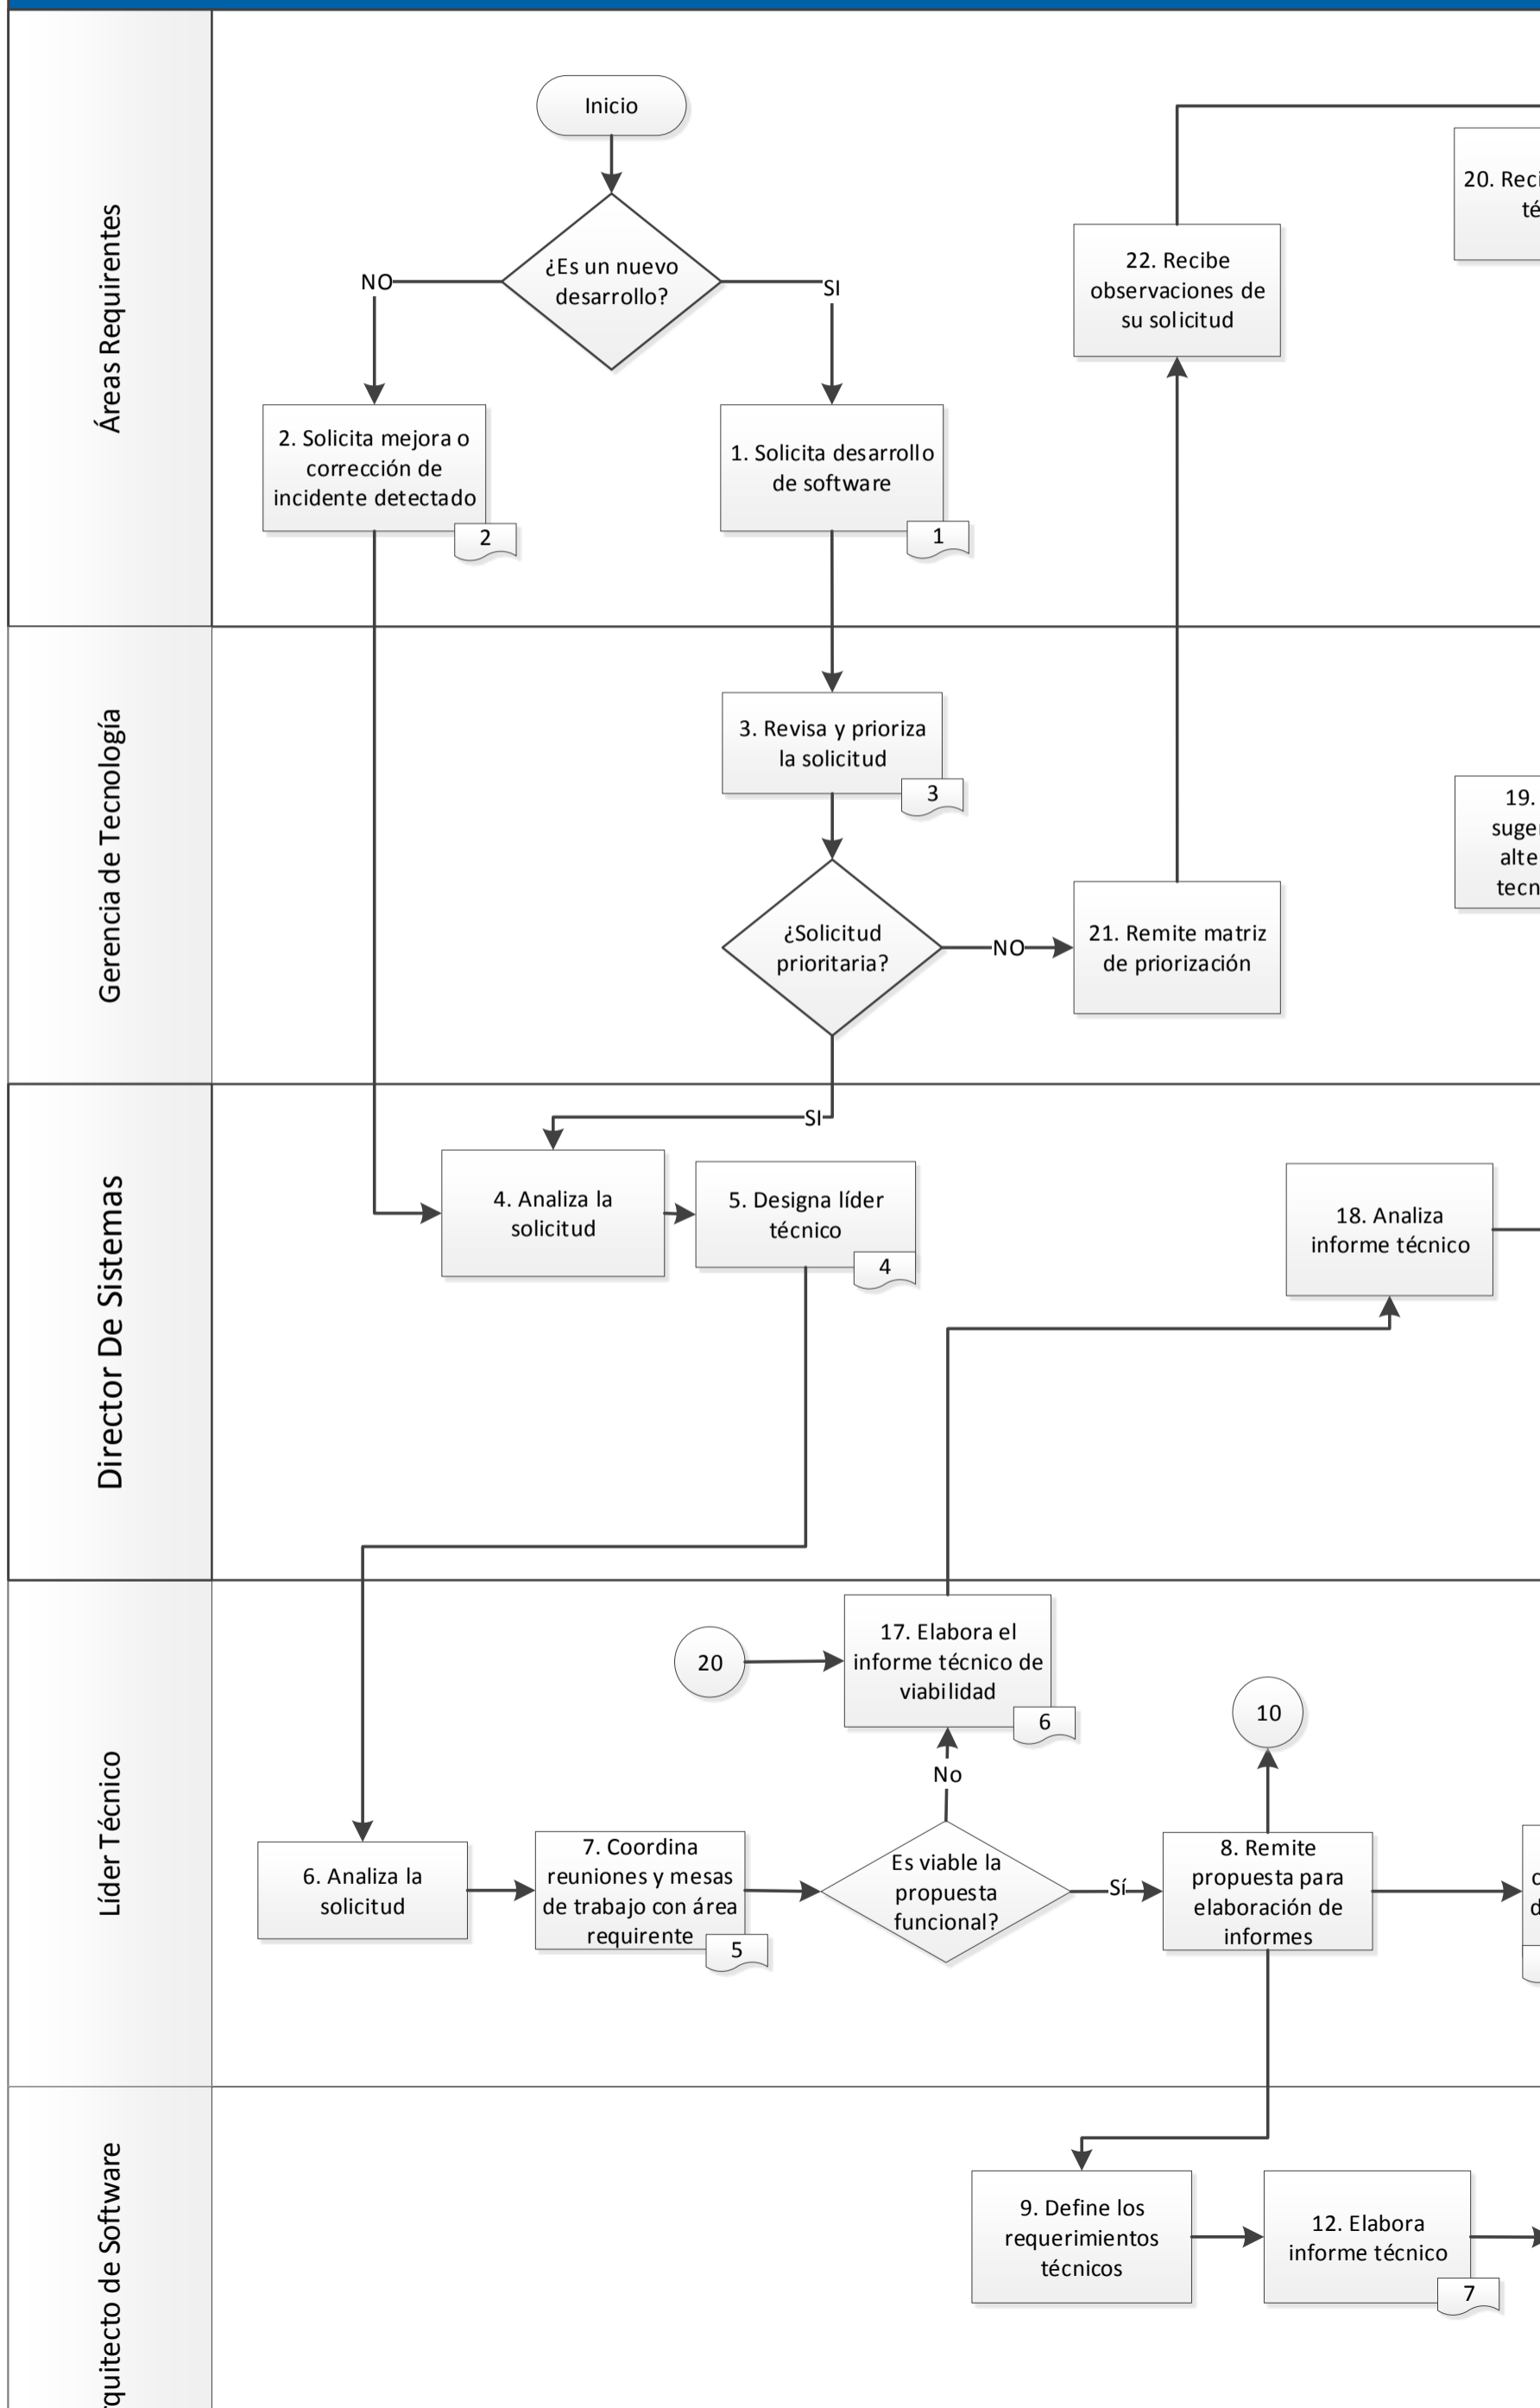 Áreas Requirentes
Inicio
¿Es un nuevo
desarrollo?
NO
SI
2. Solicita mejora o
corrección de
incidente detectado
2
1. Solicita desarrollo
de software
1
22. Recibe
observaciones de
su solicitud
20.
Gerencia de Tecnología
3. Revisa y prioriza
la solicitud
3
¿Solicitud
prioritaria?
NO
SI
21. Remite matriz
de priorización
19.
Director De Sistemas
4. Analiza la
solicitud
5. Designa líder
técnico
4
18. Analiza
informe técnico
Líder Técnico
20
17. Elabora el
informe técnico de
viabilidad
6
No
10
6. Analiza la
solicitud
7. Coordina
reuniones y mesas
de trabajo con área
requirente
5
Es viable la
propuesta
funcional?
Sí
8. Remite
propuesta para
elaboración de
informes
de Software
9. Define los
requerimientos
técnicos
12. Elabora
informe técnico
7